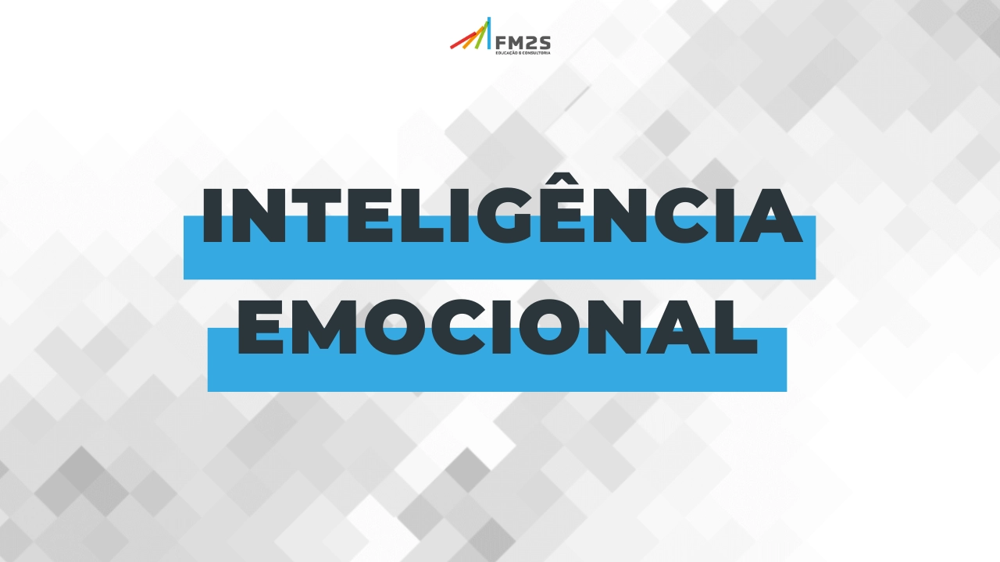 FM2S
EDUCAÇÃO & CONSULTORIA
INTELIGÊNCIA
EMOCIONAL